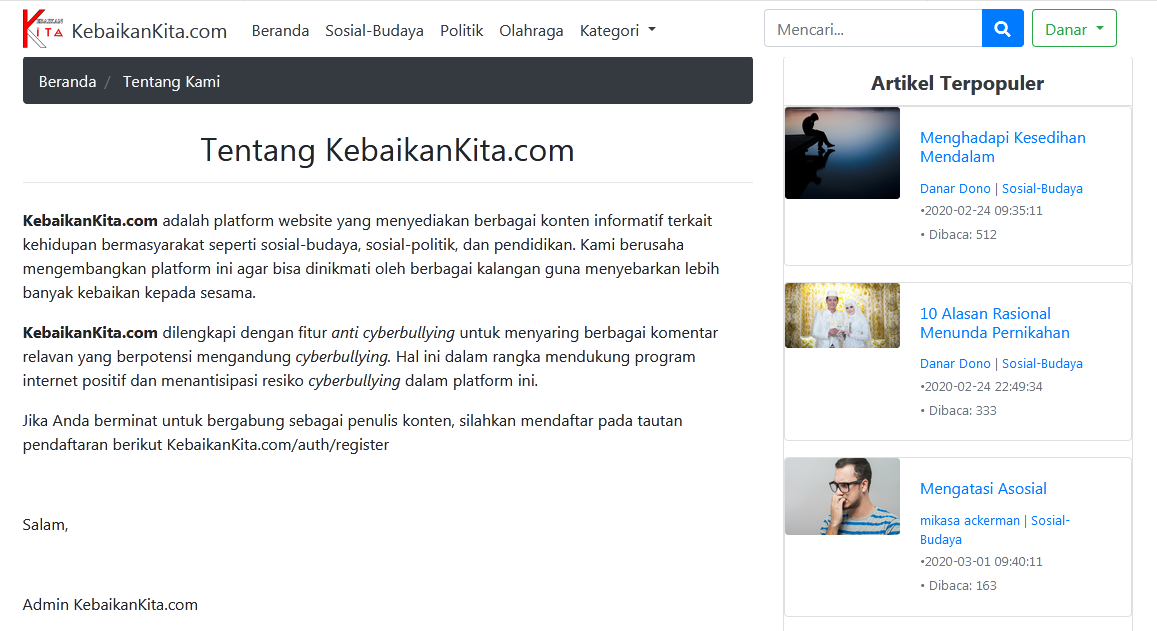 KEBAIKAN
KITA
KebaikanKita.com
Beranda
Sosial-Budaya
Politik
Olahraga
Kategori
Mencari...
Danar
Beranda / Tentang Kami
Tentang KebaikanKita.com
KebaikanKita.com adalah platform website yang menyediakan berbagai konten informatif terkait
kehidupan bermasyarakat seperti sosial-budaya, sosial-politik, dan pendidikan. Kami berusaha
mengembangkan platform ini agar bisa dinikmati oleh berbagai kalangan guna menyebarkan lebih
banyak kebaikan kepada sesama.
KebaikanKita.com dilengkapi dengan fitur anti cyberbullying untuk menyaring berbagai komentar
relavan yang berpotensi mengandung cyberbullying. Hal ini dalam rangka mendukung program
internet positif dan menantisipasi resiko cyberbullying dalam platform ini.
Jika Anda berminat untuk bergabung sebagai penulis konten, silahkan mendaftar pada tautan
pendaftaran berikut KebaikanKita.com/auth/register
Salam,
Admin KebaikanKita.com
Artikel Terpopuler
Menghadapi Kesedihan
Mendalam
Danar Dono | Sosial-Budaya
•2020-02-24 09:35:11
• Dibaca: 512
10 Alasan Rasional
Menunda Pernikahan
Danar Dono | Sosial-Budaya
•2020-02-24 22:49:34
• Dibaca: 333
Mengatasi Asosial
mikasa ackerman | Sosial-
Budaya
•2020-03-01 09:40:11
• Dibaca: 163